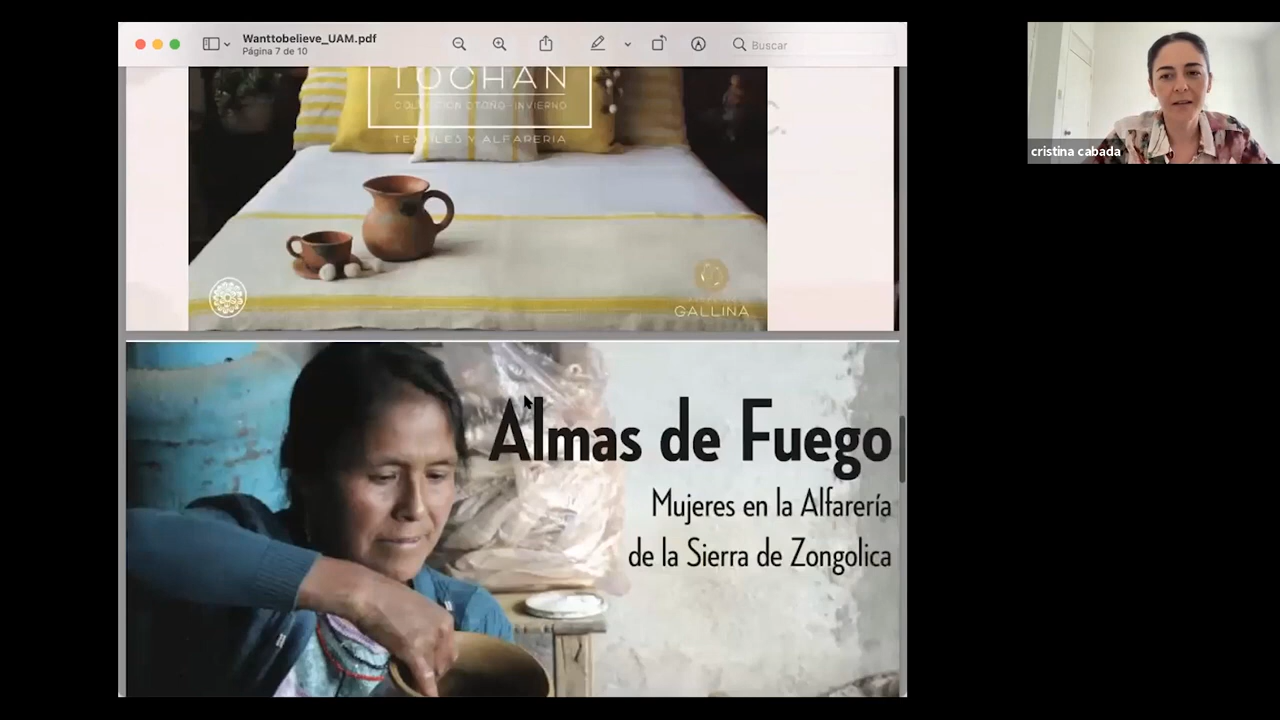 Wanttobelieve_UAM.pdf
Página 7 de 10
Buscar
TOCHAN
COLECCIÓN OTOÑO - INVIERNO
TEXTILES Y ALFARERIA
GALLINA
Almas de Fuego
Mujeres en la Alfarería
de la Sierra de Zongolica
cristina cabada